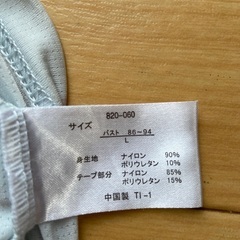 820-060
サイズ
バスト 86~94
L
身生地 ナイロン 90%
ポリウレタン 10%
テープ部分 ナイロン 85%
ポリウレタン 15%
中国製 TI-1